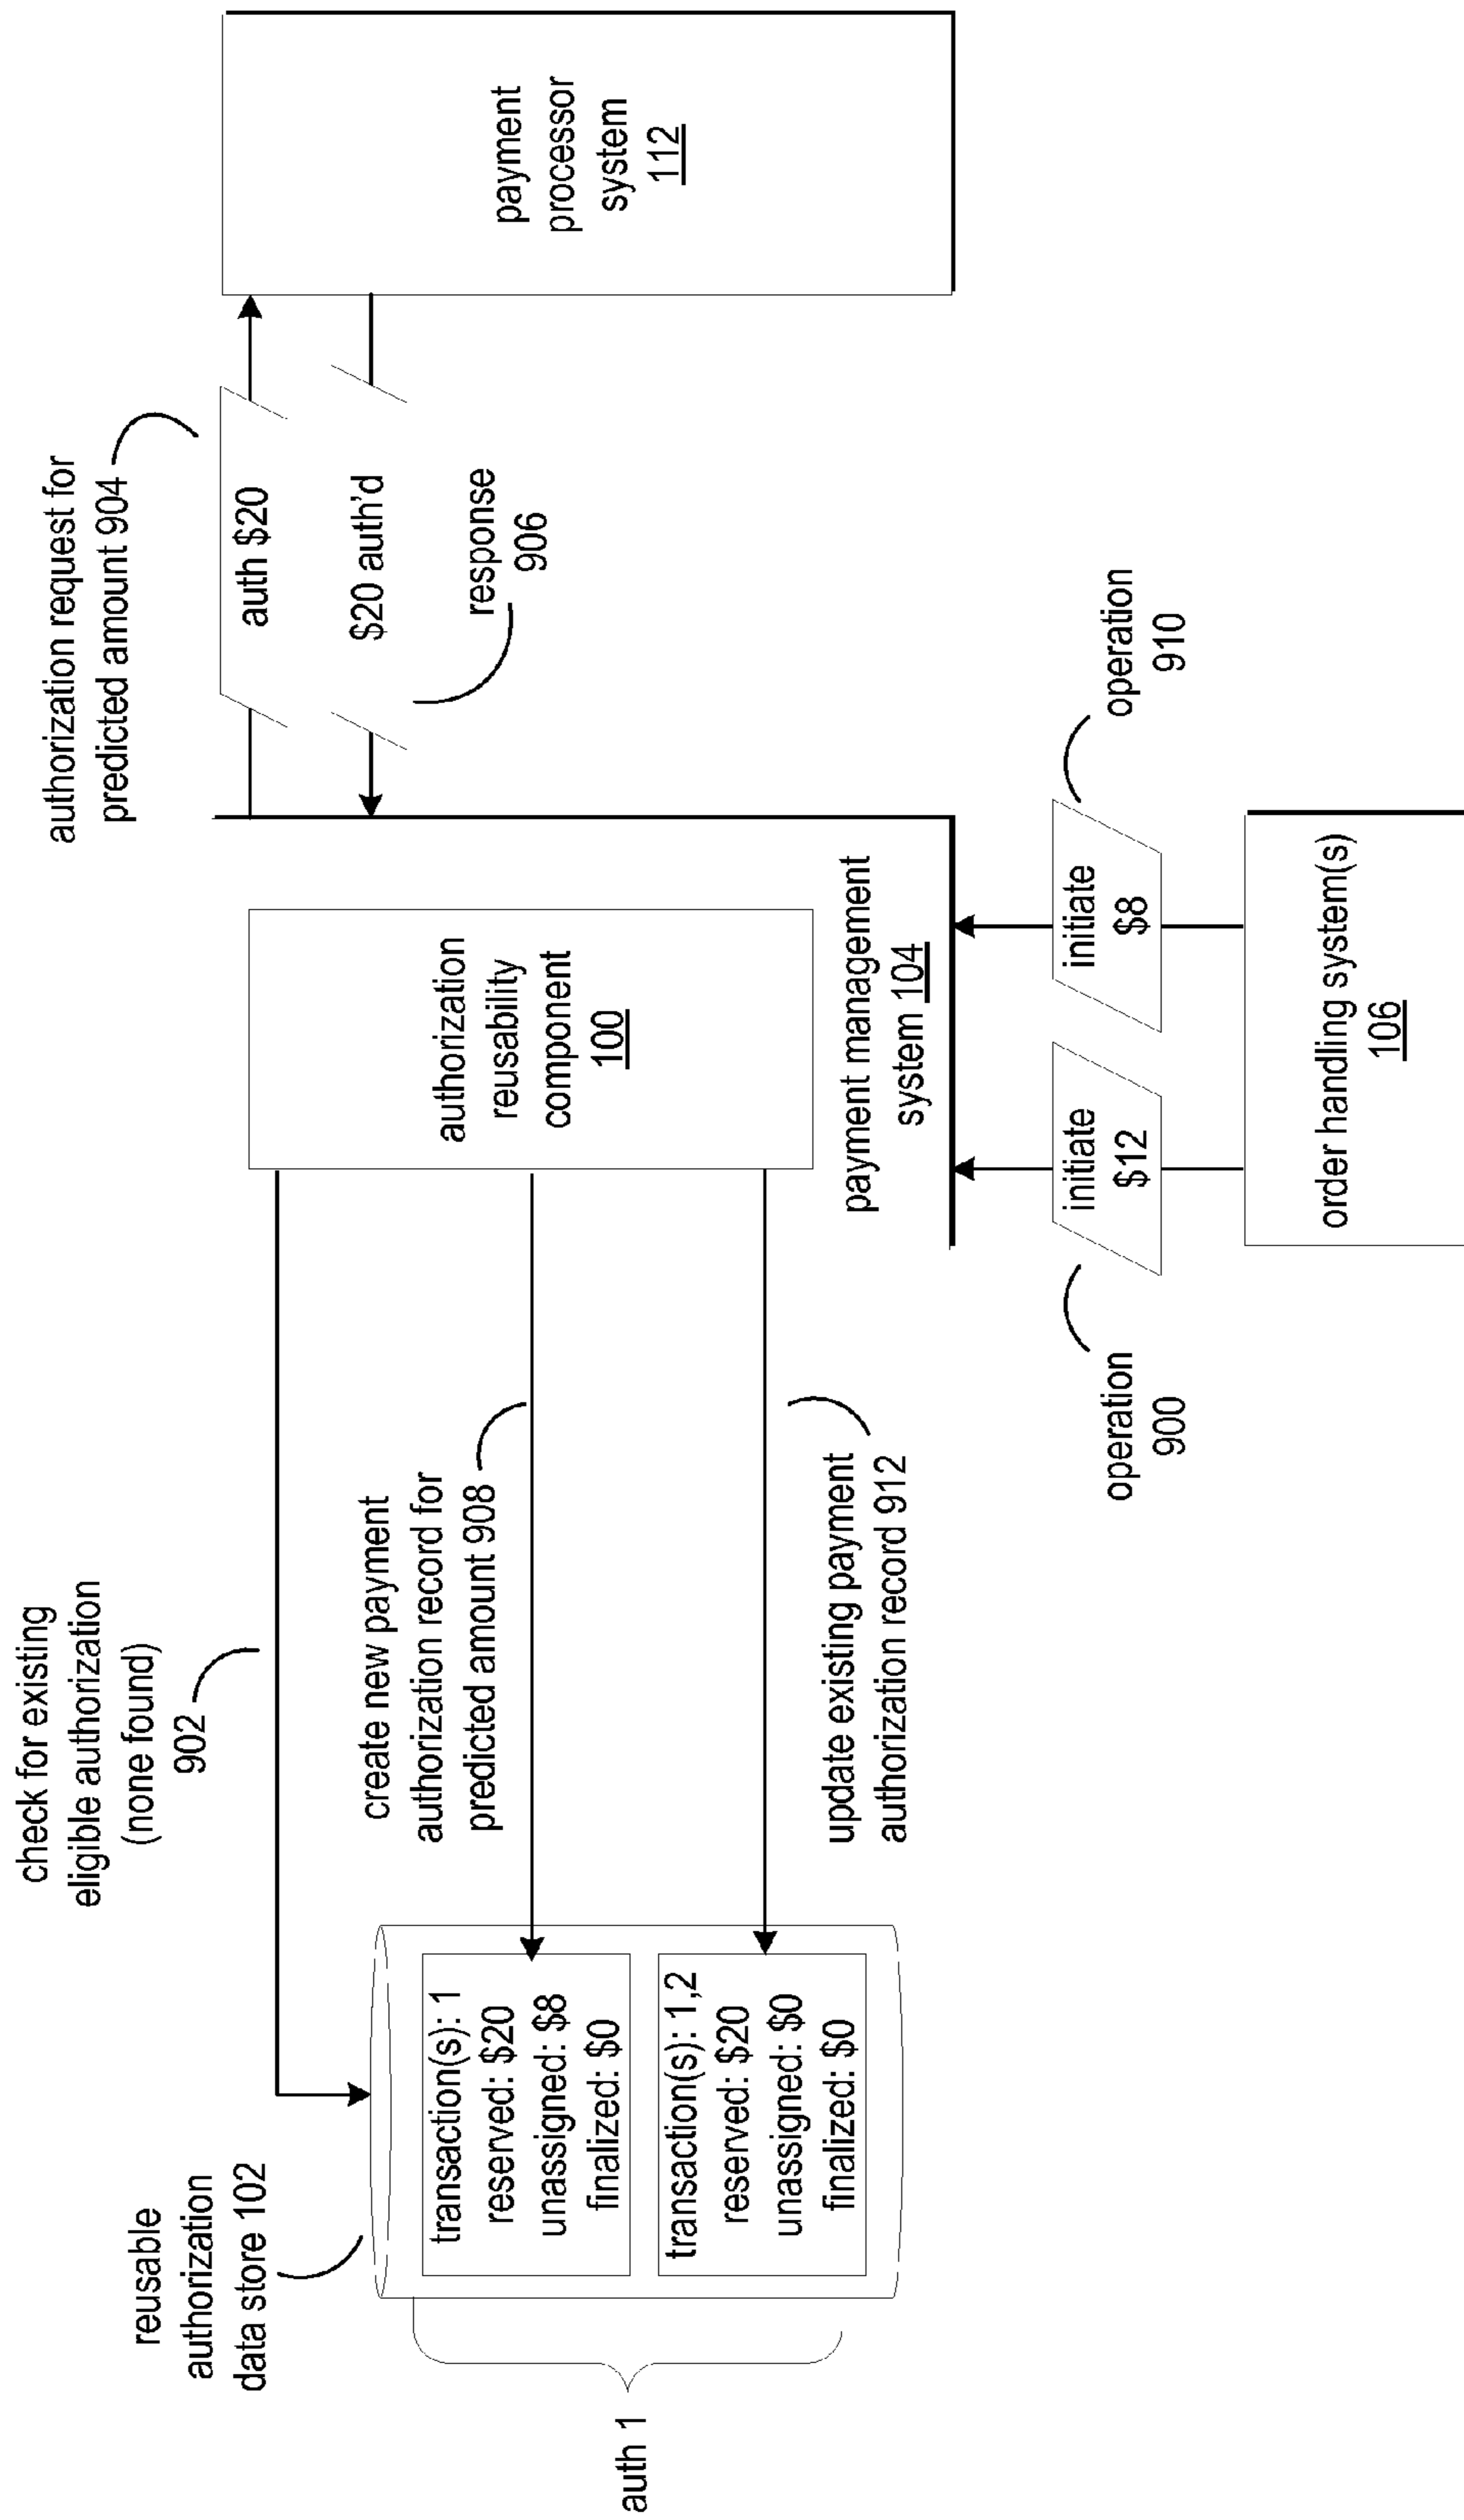 check for existing
eligible authorization
(none found)
902
reusable
authorization
data store 102
auth 1
transaction(s): 1
reserved: $20
unassigned: $8
finalized: $0
transaction(s): 1,2
reserved: $20
unassigned: $0
finalized: $0
create new payment
authorization record for
predicted amount 908
update existing payment
authorization record 912
authorization
reusability
component
100
payment management
system 104
authorization request for
predicted amount 904
auth $20
$20 auth'd
response
906
payment
processor
system
112
operation
900
initiate
$12
initiate
$8
operation
910
order handling system(s)
106